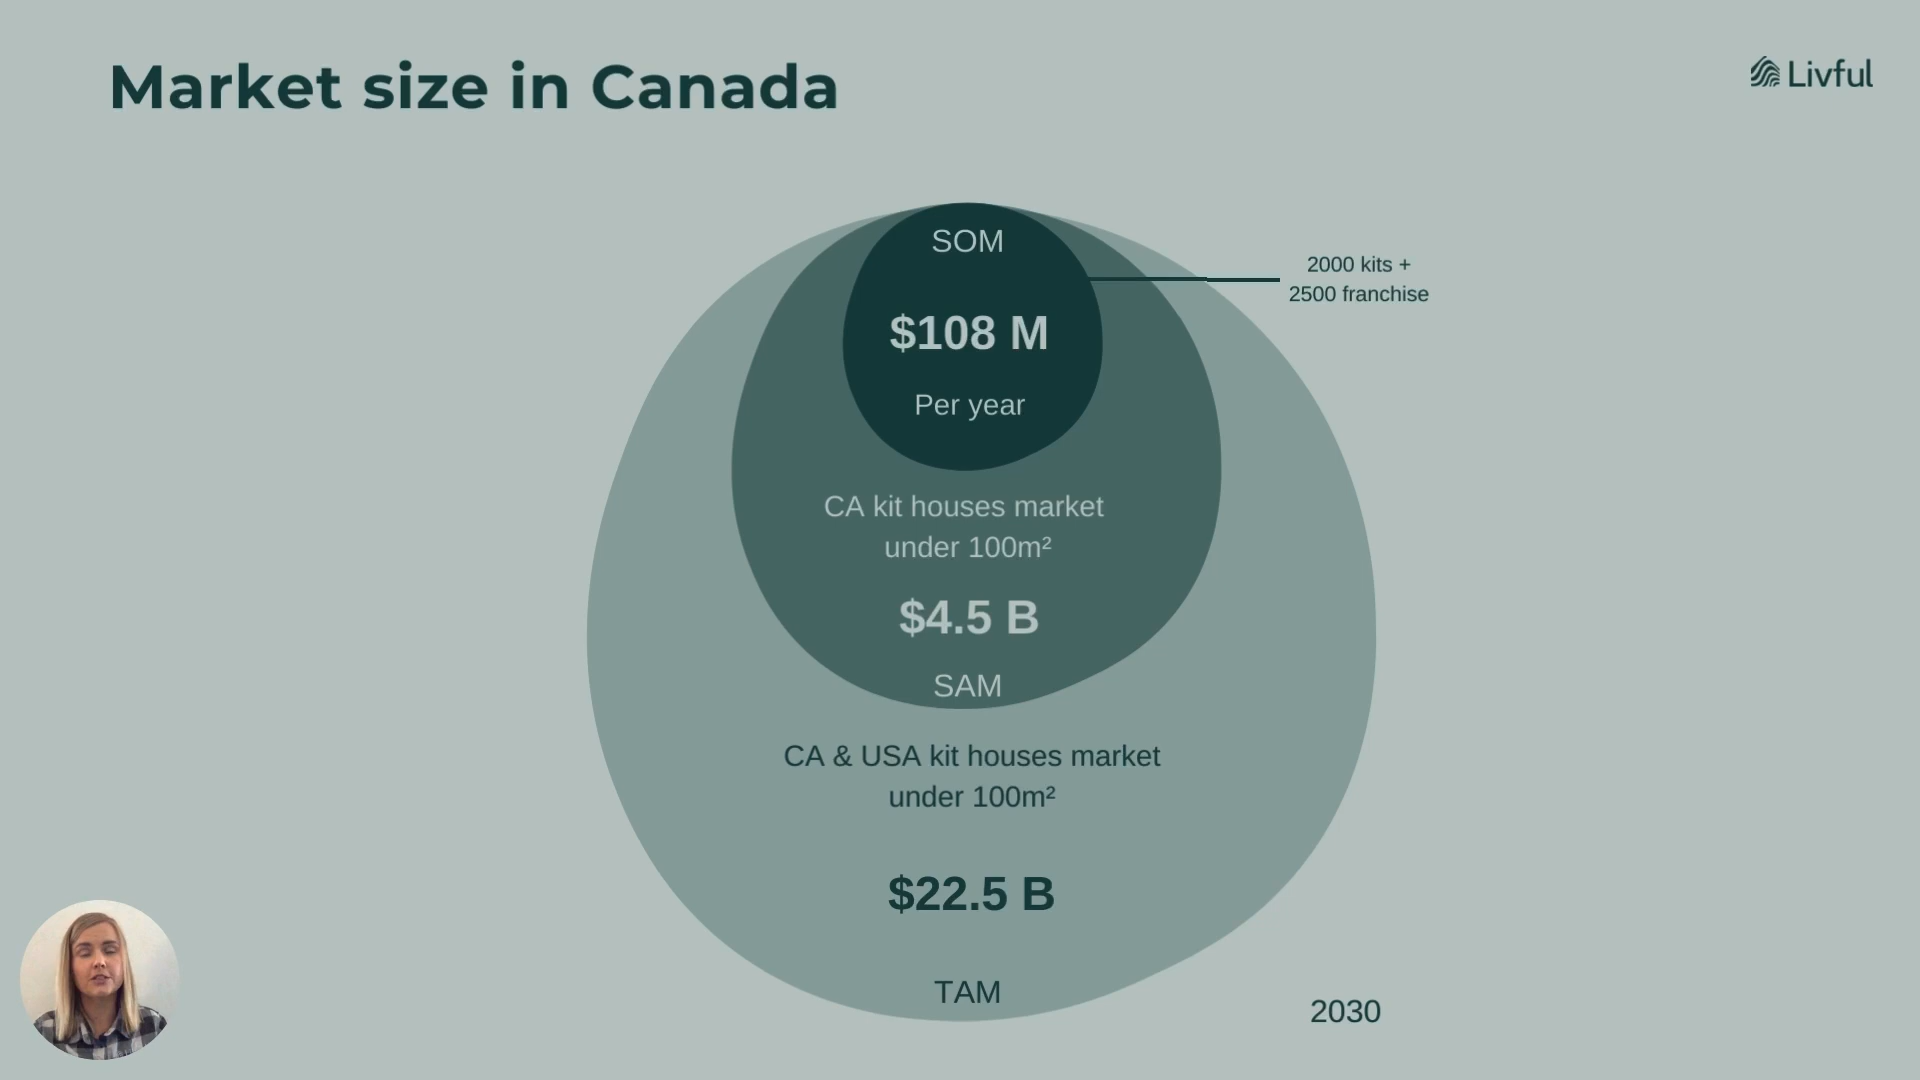 Market size in Canada
Livful
SOM
2000 kits +
2500 franchise
$108 M
Per year
CA kit houses market
under 100m²
$4.5 B
SAM
CA & USA kit houses market
under 100m²
$22.5 B
TAM
2030